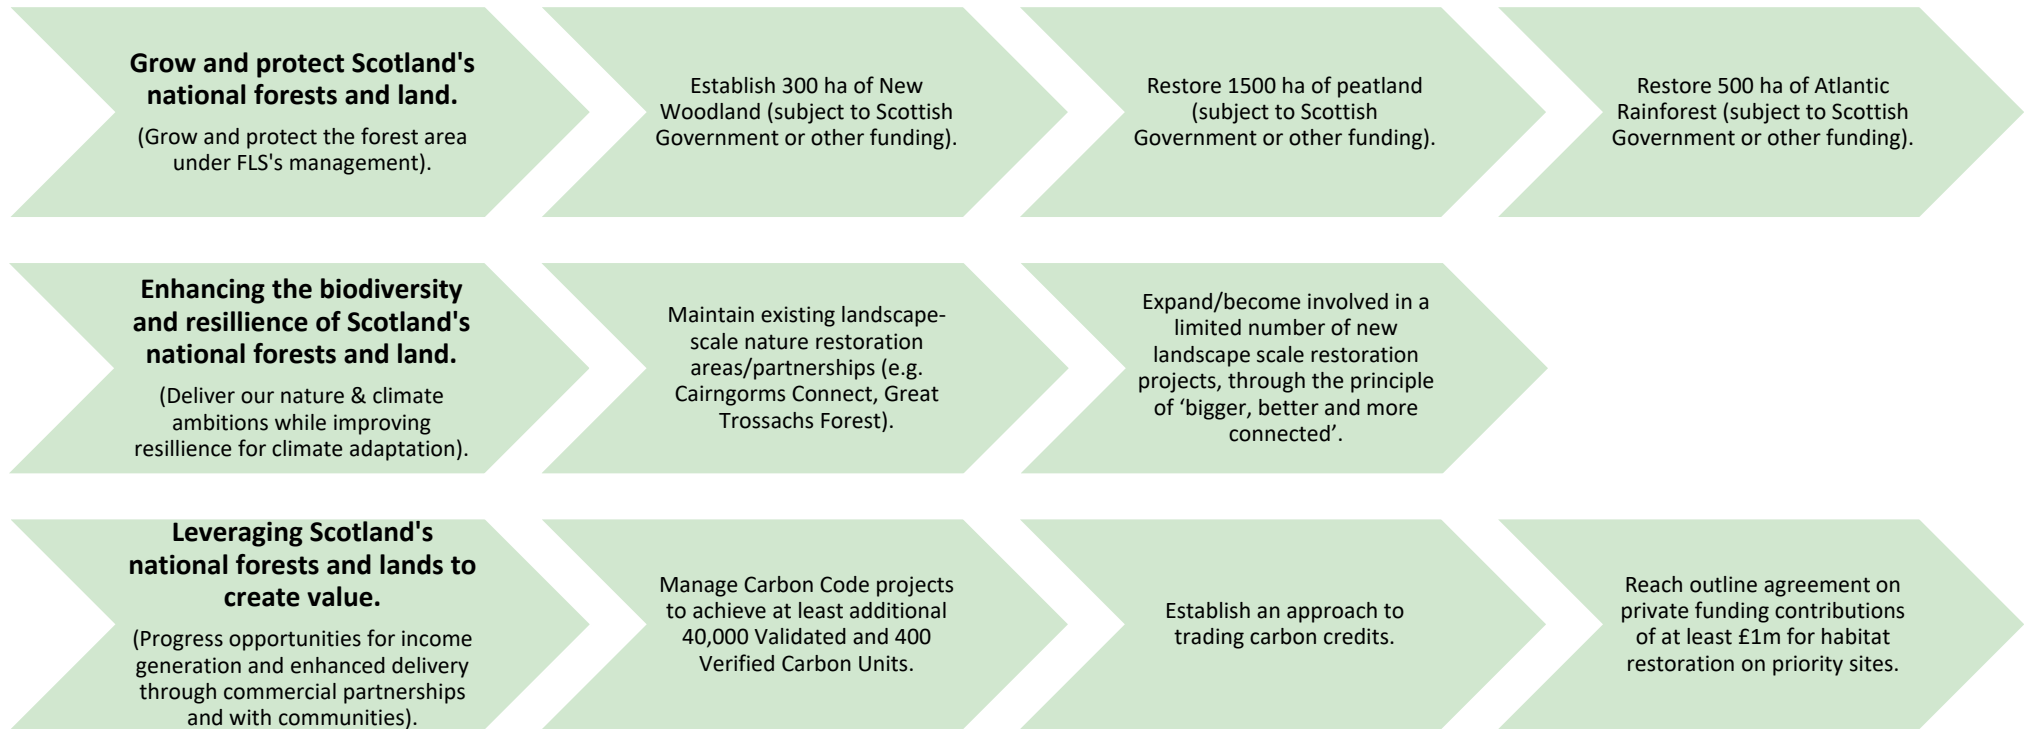 Grow and protect Scotland's
national forests and land.
(Grow and protect the forest area
under FLS's management).
Establish 300 ha of New
Woodland (subject to Scottish
Government or other funding).
Restore 1500 ha of peatland
(subject to Scottish
Government or other funding).
Restore 500 ha of Atlantic
Rainforest (subject to Scottish
Government or other funding).
Enhancing the biodiversity
and resillience of Scotland's
national forests and land.
(Deliver our nature & climate
ambitions while improving
resillience for climate adaptation).
Maintain existing landscape-
scale nature restoration
areas/partnerships (e.g.
Cairngorms Connect, Great
Trossachs Forest).
Expand/become involved in a
limited number of new
landscape scale restoration
projects, through the principle
of ‘bigger, better and more
connected’.
Leveraging Scotland's
national forests and lands to
create value.
(Progress opportunities for income
generation and enhanced delivery
through commercial partnerships
and with communities).
Manage Carbon Code projects
to achieve at least additional
40,000 Validated and 400
Verified Carbon Units.
Establish an approach to
trading carbon credits.
Reach outline agreement on
private funding contributions
of at least £1m for habitat
restoration on priority sites.